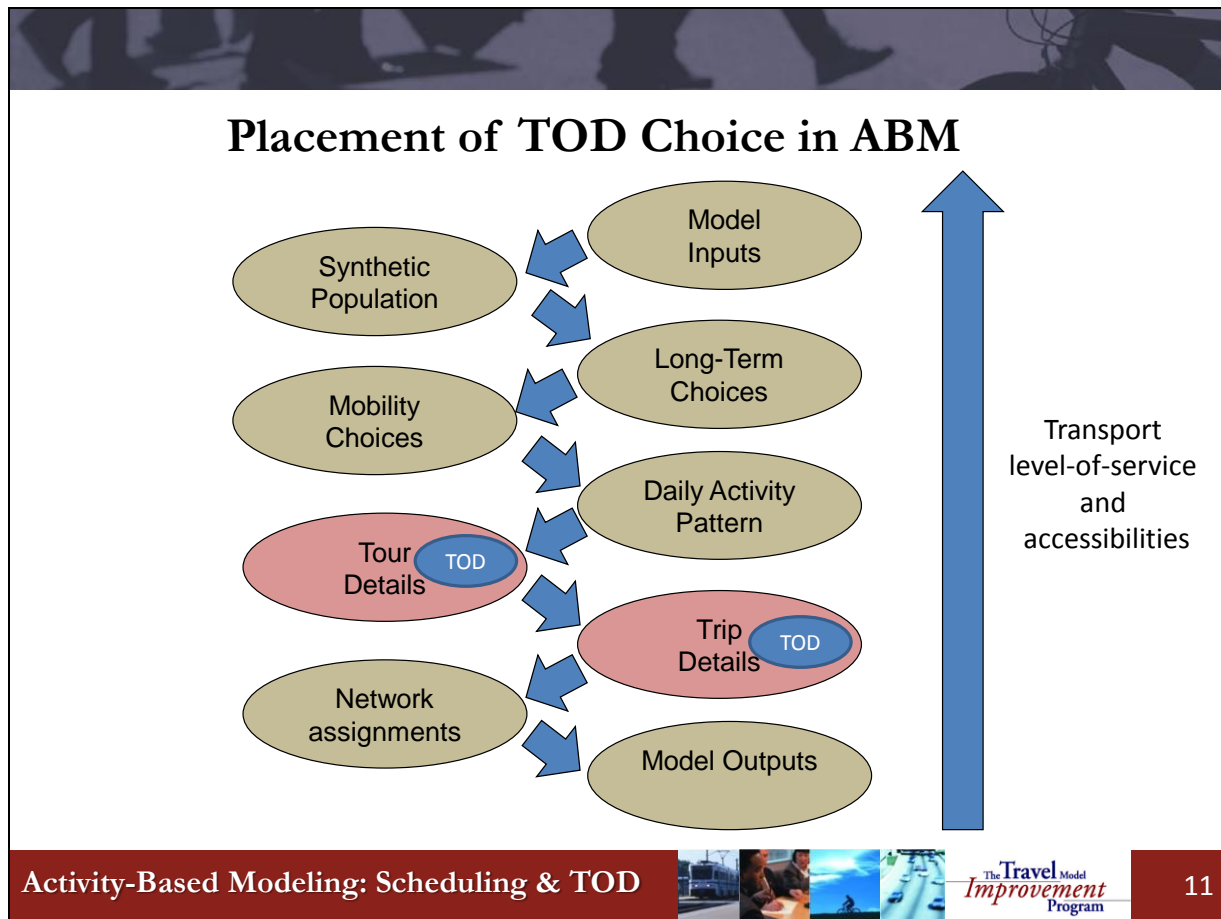 Placement of TOD Choice in ABM
Model
Inputs
Synthetic
Population
Long-Term
Choices
Mobility
Choices
Daily Activity
Pattern
Tour
Details
TOD
Trip
Details
TOD
Network
assignments
Model Outputs
Transport
level-of-service
and
accessibilities
Activity-Based Modeling: Scheduling & TOD
The Travel Model
Improvement
Program
11